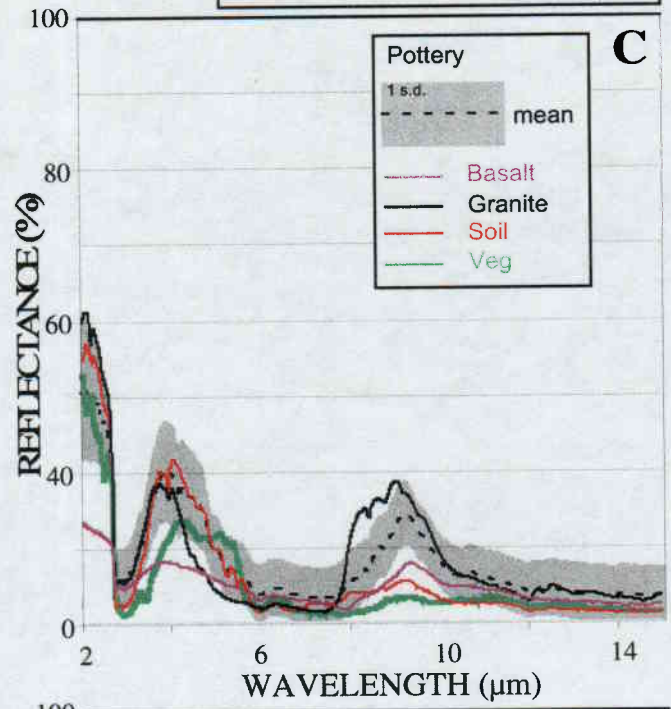 100
C
Pottery
1 s.d.
mean
Basalt
Granite
Soil
Veg
80
60
40
0
REFLECTANCE (%)
2 6 10 14
WAVELENGTH (µm)